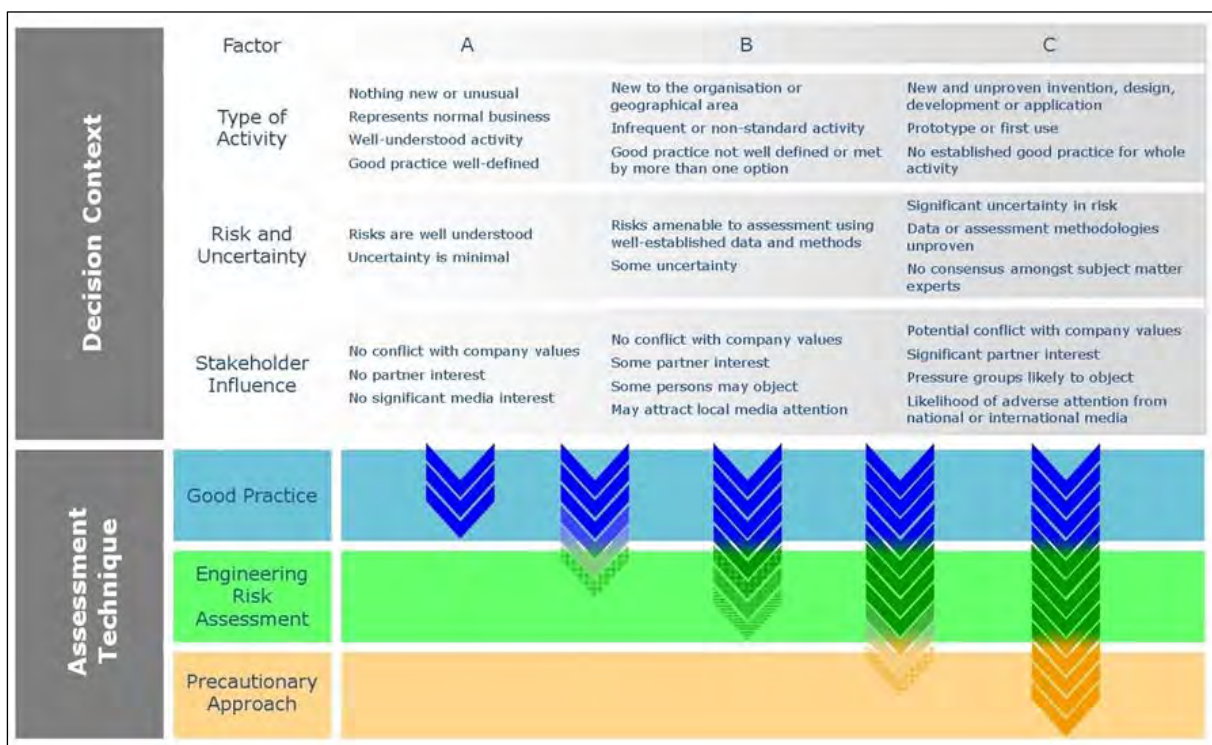 Decision Context
Factor
A
B
C
Type of
Activity
Nothing new or unusual
Represents normal business
Well-understood activity
Good practice well-defined
New to the organisation or
geographical area
Infrequent or non-standard activity
Good practice not well defined or met
by more than one option
New and unproven invention, design,
development or application
Prototype or first use
No established good practice for whole
activity
Risk and
Uncertainty
Risks are well understood
Uncertainty is minimal
Risks amenable to assessment using
well-established data and methods
Some uncertainty
Significant uncertainty in risk
Data or assessment methodologies
unproven
No consensus amongst subject matter
experts
Stakeholder
Influence
No conflict with company values
No partner interest
No significant media interest
No conflict with company values
Some partner interest
Some persons may object
May attract local media attention
Potential conflict with company values
Significant partner interest
Pressure groups likely to object
Likelihood of adverse attention from
national or international media
Assessment
Technique
Good Practice
Engineering
Risk
Assessment
Precautionary
Approach